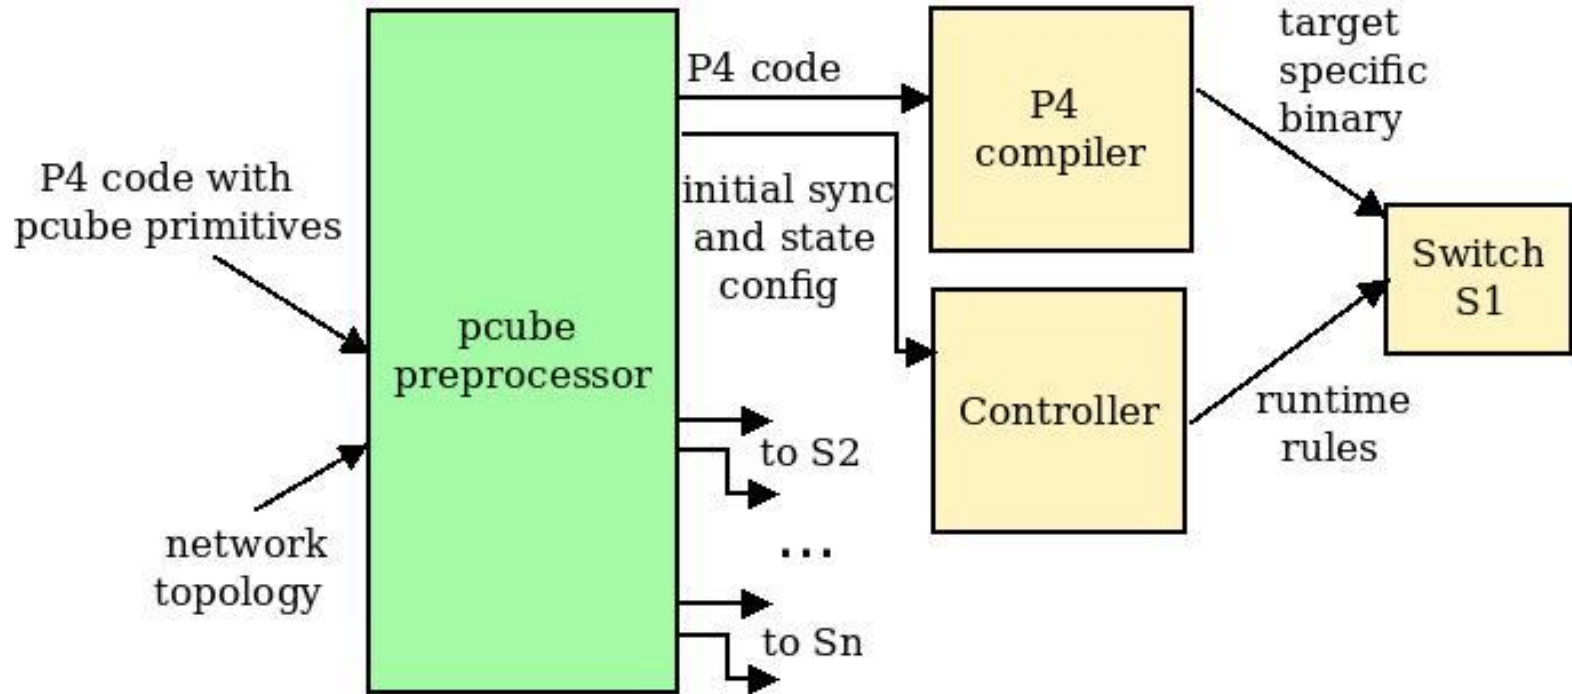 P4 code with
pcube primitives
network
topology
pcube
preprocessor
P4 code
initial sync
and state
config
to S2
...
to Sn
P4
compiler
Controller
target
specific
binary
runtime
rules
Switch
S1